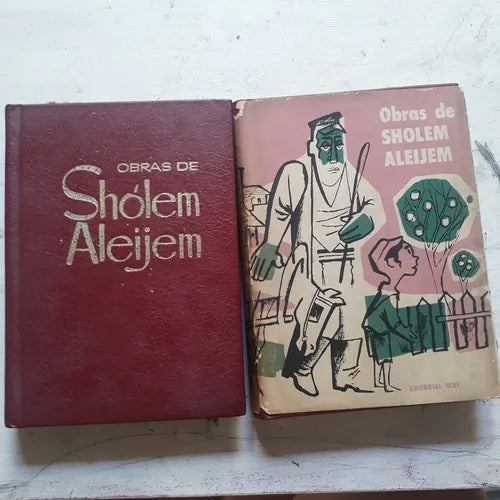 OBRAS DE
Shólem
Aleijem
Obras de
SHOLEM
ALEIJEM
EDITORIAL ICUF